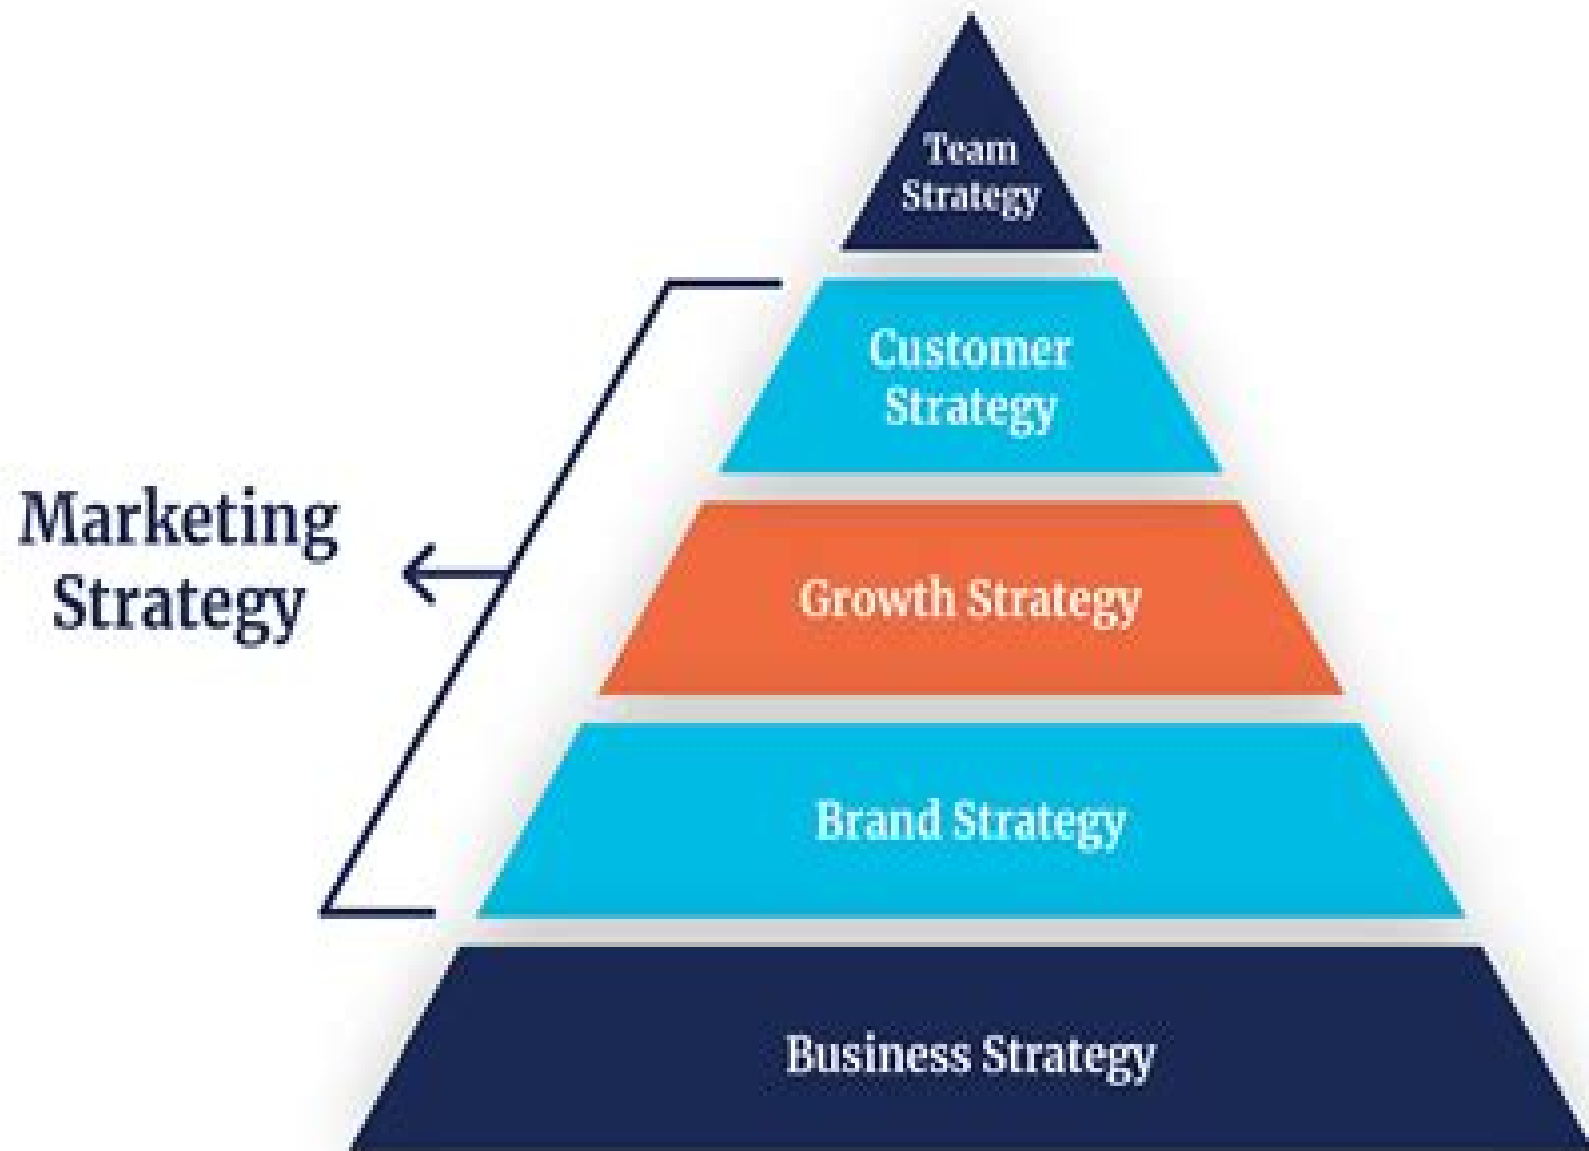 Team
Strategy
Customer
Strategy
Growth Strategy
Brand Strategy
Business Strategy
Marketing
Strategy